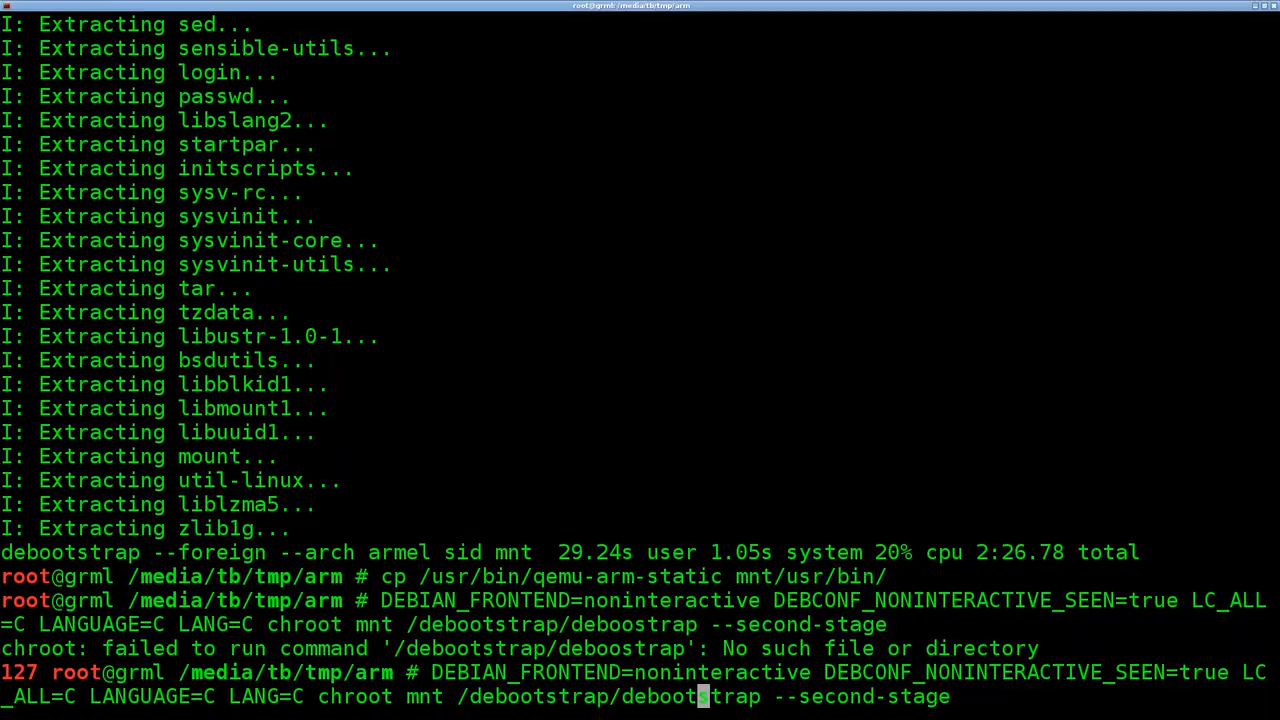 root@grml: /media/tb/tmp/arm
I: Extracting sed...
I: Extracting sensible-utils...
I: Extracting login...
I: Extracting passwd...
I: Extracting libslang2...
I: Extracting startpar...
I: Extracting initscripts...
I: Extracting sysv-rc...
I: Extracting sysvinit...
I: Extracting sysvinit-core...
I: Extracting sysvinit-utils...
I: Extracting tar...
I: Extracting tzdata...
I: Extracting libustr-1.0-1...
I: Extracting bsdutils...
I: Extracting libblkid1...
I: Extracting libmount1...
I: Extracting libuuid1...
I: Extracting mount...
I: Extracting util-linux...
I: Extracting liblzma5...
I: Extracting zlib1g...
debootstrap --foreign --arch armel sid mnt  29.24s user 1.05s system 20% cpu 2:26.78 total
root@grml /media/tb/tmp/arm # cp /usr/bin/qemu-arm-static mnt/usr/bin/
root@grml /media/tb/tmp/arm # DEBIAN_FRONTEND=noninteractive DEBCONF_NONINTERACTIVE_SEEN=true LC_ALL
=C LANGUAGE=C LANG=C chroot mnt /debootstrap/deboostrap --second-stage
chroot: failed to run command '/debootstrap/deboostrap': No such file or directory
127 root@grml /media/tb/tmp/arm # DEBIAN_FRONTEND=noninteractive DEBCONF_NONINTERACTIVE_SEEN=true LC
_ALL=C LANGUAGE=C LANG=C chroot mnt /debootstrap/debootstrap --second-stage